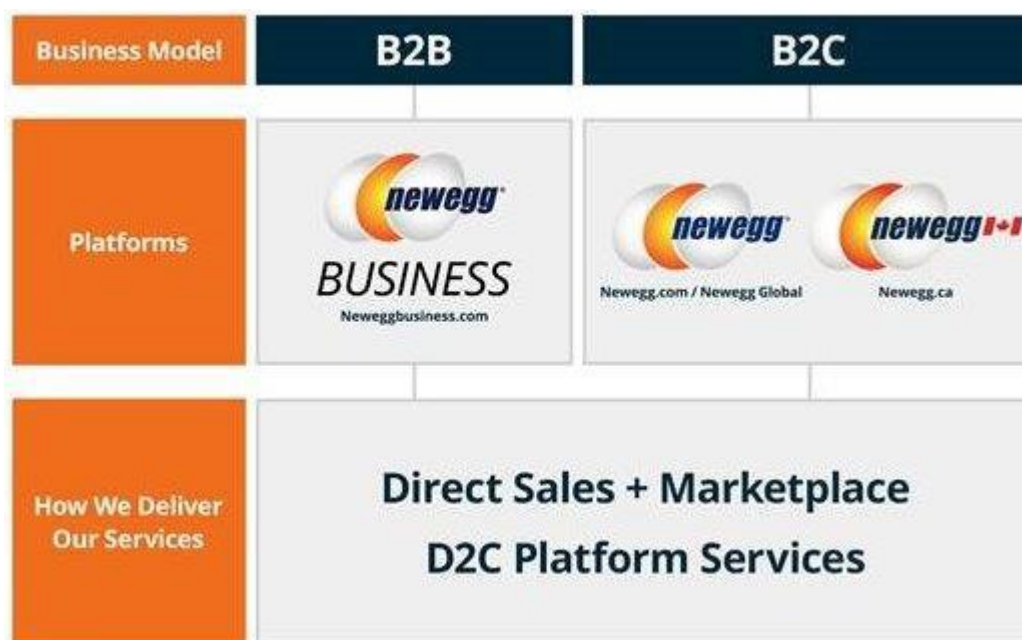 Business Model
B2B
B2C
Platforms
newegg
BUSINESS
Neweggbusiness.com
newegg
Newegg.com / Newegg Global
newegg
Newegg.ca
How We Deliver
Our Services
Direct Sales + Marketplace
D2C Platform Services